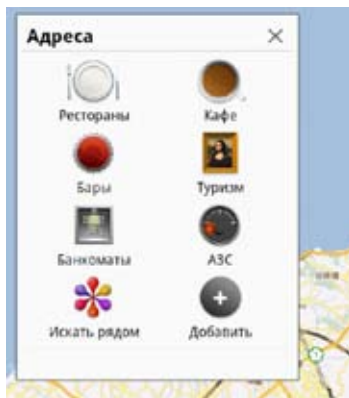 Адреса
Рестораны Кафе
Бары Туризм
Банкоматы АЗС
Искать рядом Добавить